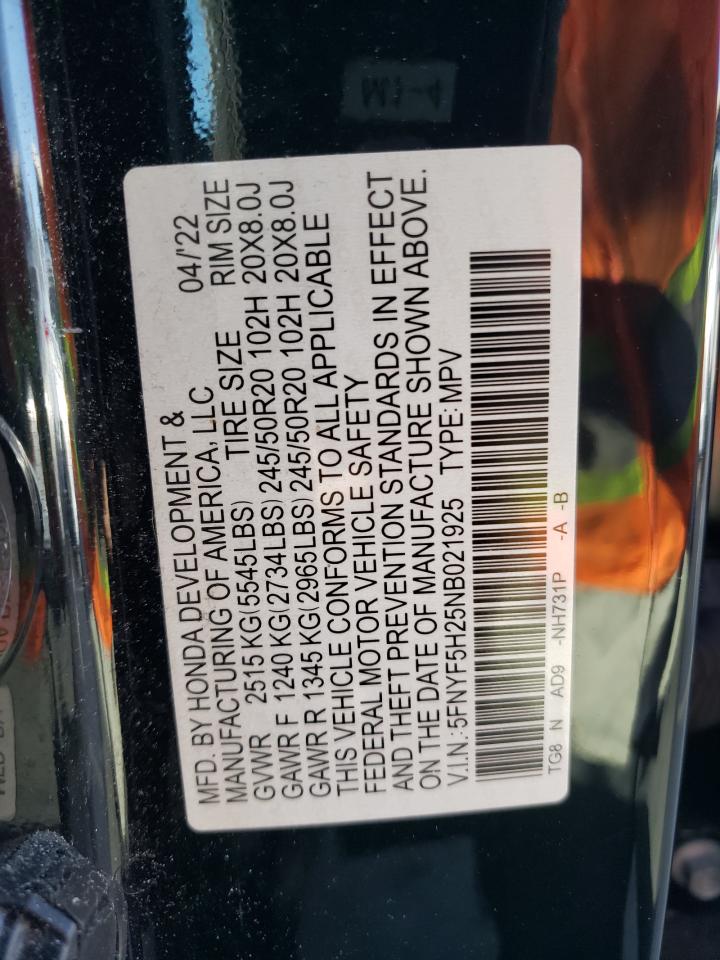 MFD. BY HONDA DEVELOPMENT & 04/'22
MANUFACTURING OF AMERICA, LLC
TIRE SIZE RIM SIZE
GVWR 2515 KG(5545LBS)
GAWR F 1240 KG(2734LBS) 245/50R20 102H 20X8.0J
GAWR R 1345 KG(2965LBS) 245/50R20 102H 20X8.0J
THIS VEHICLE CONFORMS TO ALL APPLICABLE
FEDERAL MOTOR VEHICLE SAFETY
AND THEFT PREVENTION STANDARDS IN EFFECT
ON THE DATE OF MANUFACTURE SHOWN ABOVE.
V.I.N.: 5FNYF5H25NB021925 TYPE: MPV
TG8 N AD9 -NH731P -A -B